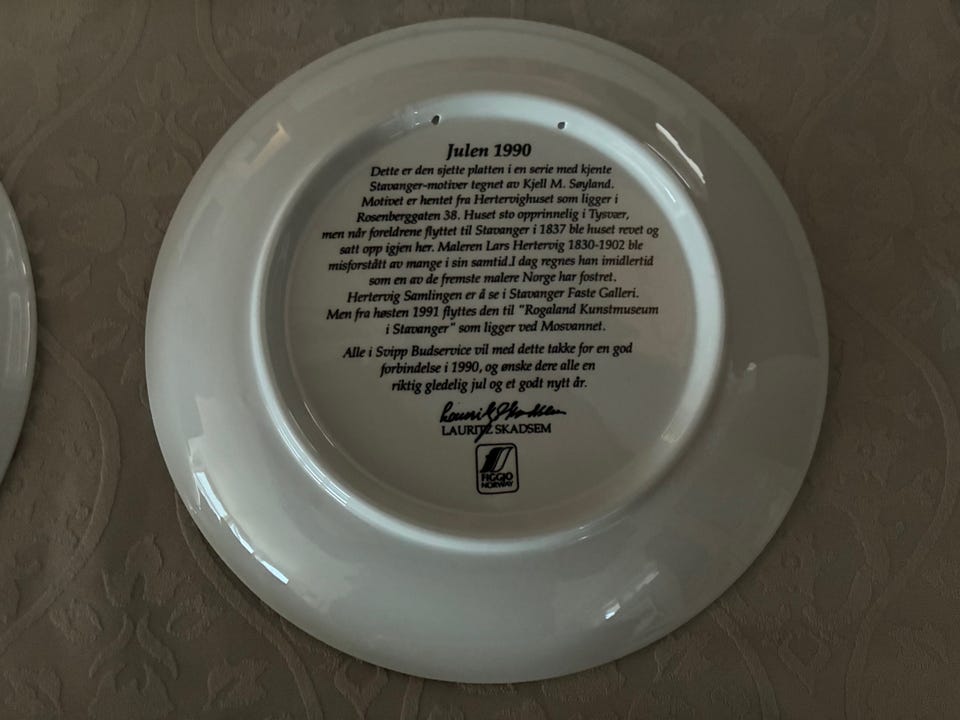 Julen 1990
Dette er den sjette platten i en serie med kjente
Stavanger-motiver tegnet av Kjell M. Søyland.
Motivet er hentet fra Hertervighuset som ligger i
Rosenberggaten 38. Huset sto opprinnelig i Tysvær,
men når foreldrene flyttet til Stavanger i 1837 ble huset revet og
satt opp igjen her. Maleren Lars Hertervig 1830-1902 ble
misforstått av mange i sin samtid.I dag regnes han imidlertid
som en av de fremste malere Norge har fostret.
Hertervig Samlingen er å se i Stavanger Faste Galleri.
Men fra høsten 1991 flyttes den til "Rogaland Kunstmuseum
i Stavanger" som ligger ved Mosvannet.
Alle i Svipp Budservice vil med dette takke for en god
forbindelse i 1990, og ønske dere alle en
riktig gledelig jul og et godt nytt år.
Lauritz Skadsem
LAURITZ SKADSEM
FIGGJO
NORWAY